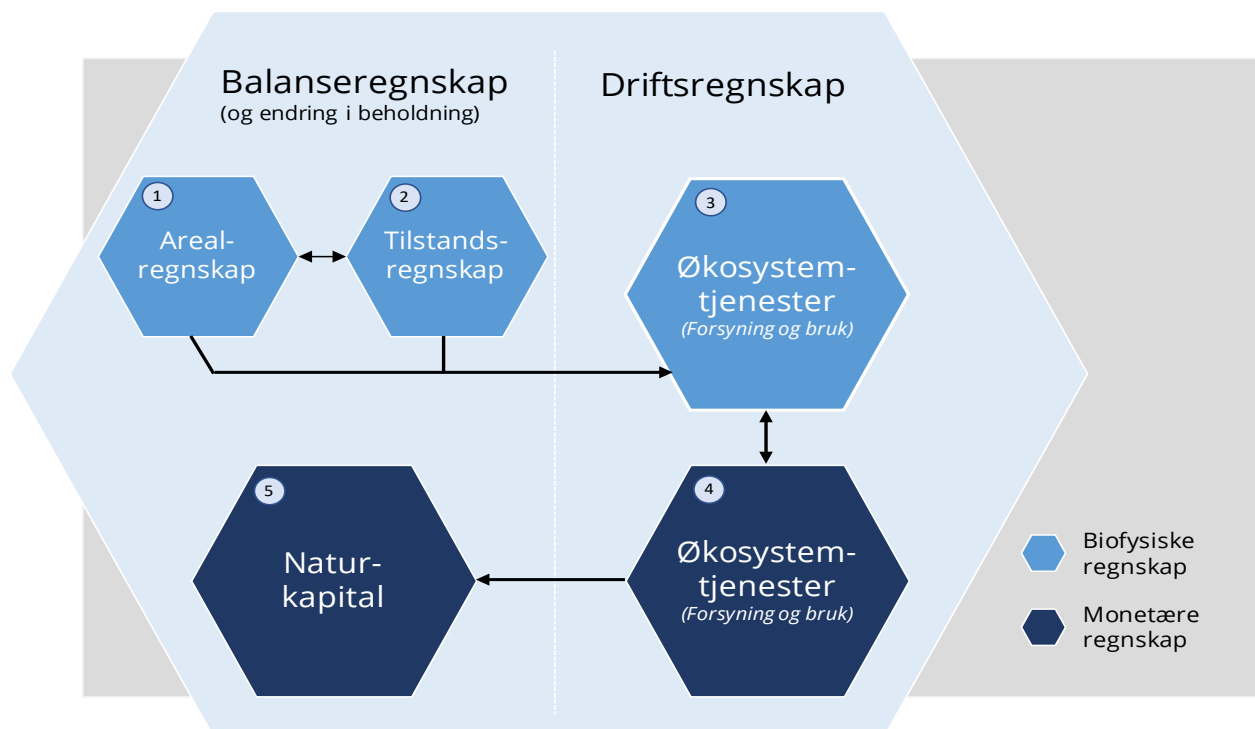 Balanseregnskap
(og endring i beholdning)
Driftsregnskap
1
Areal-
regnskap
2
Tilstands-
regnskap
3
Økosystem-
tjenester
(Forsyning og bruk)
5
Natur-
kapital
4
Økosystem-
tjenester
(Forsyning og bruk)
Biofysiske
regnskap
Monetære
regnskap